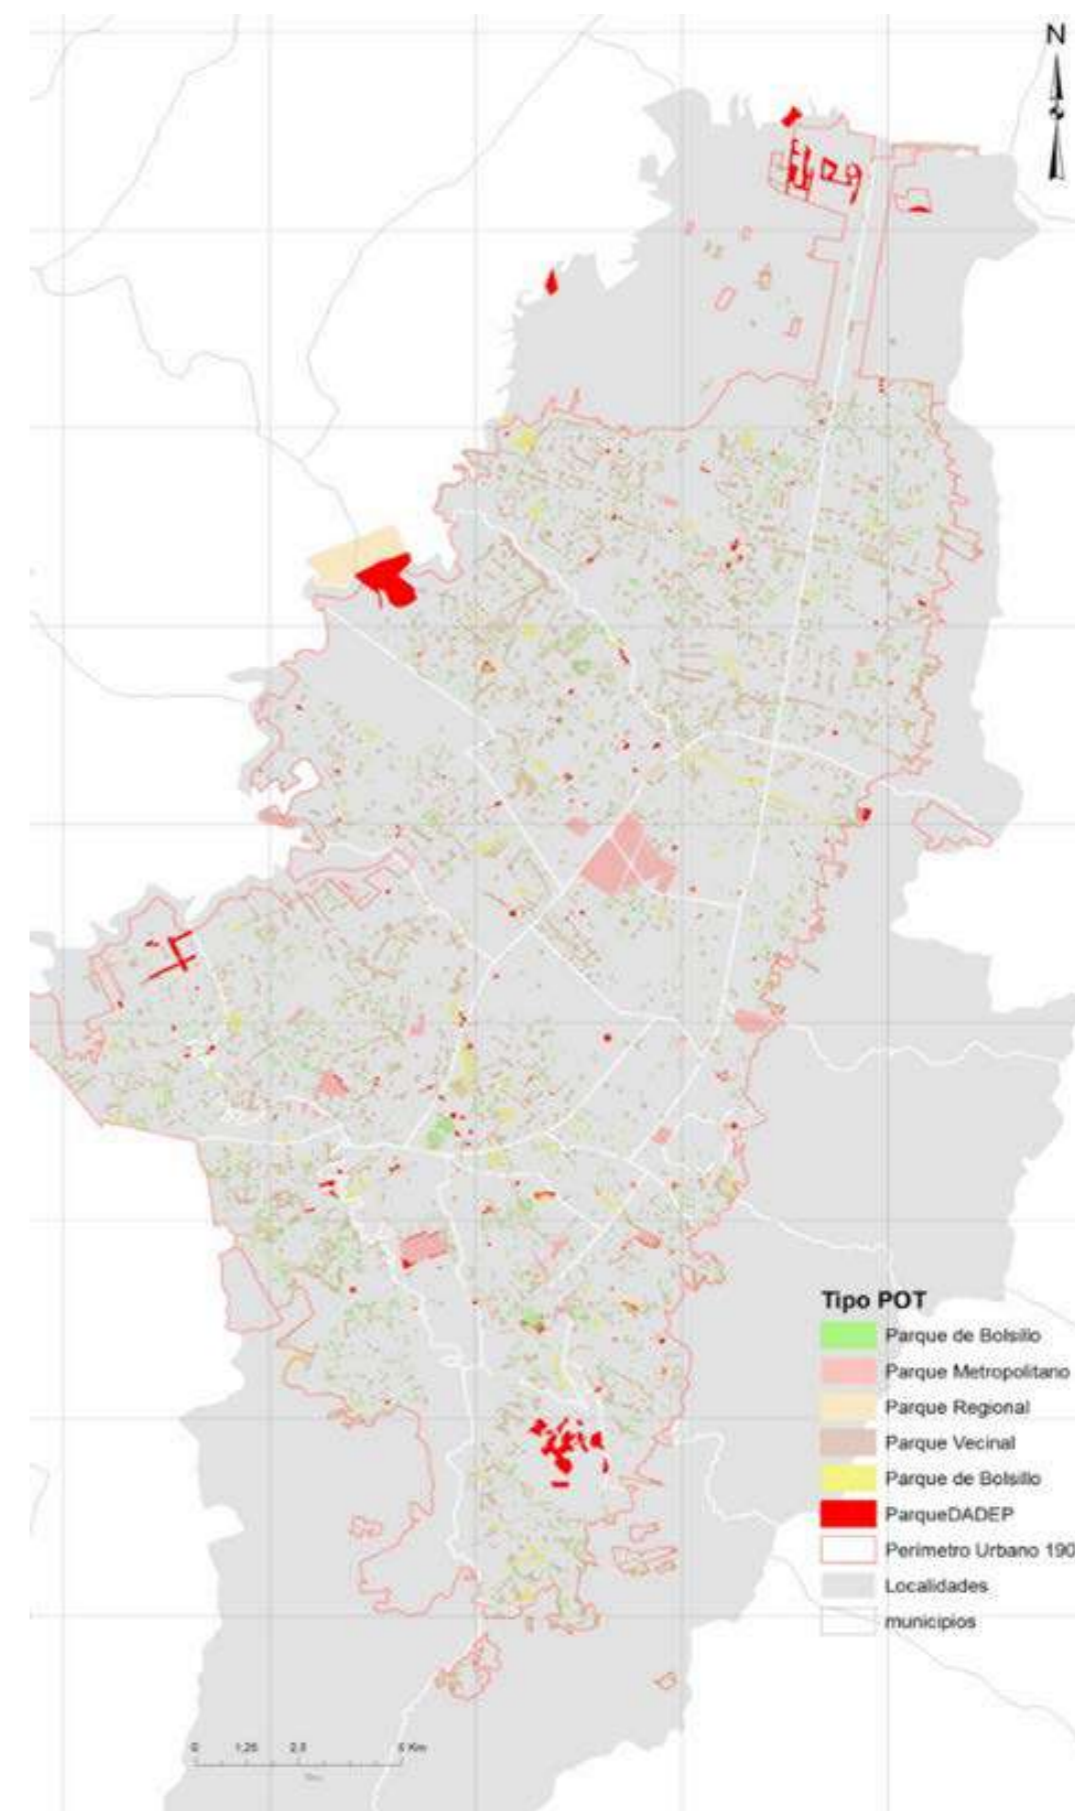 N
Tipo POT
Parque de Bolsillo
Parque Metropolitano
Parque Regional
Parque Vecinal
Parque de Bolsillo
ParqueDADEP
Perimetro Urbano 190
Localidades
municipios
0 1,25 2,5 5 Km